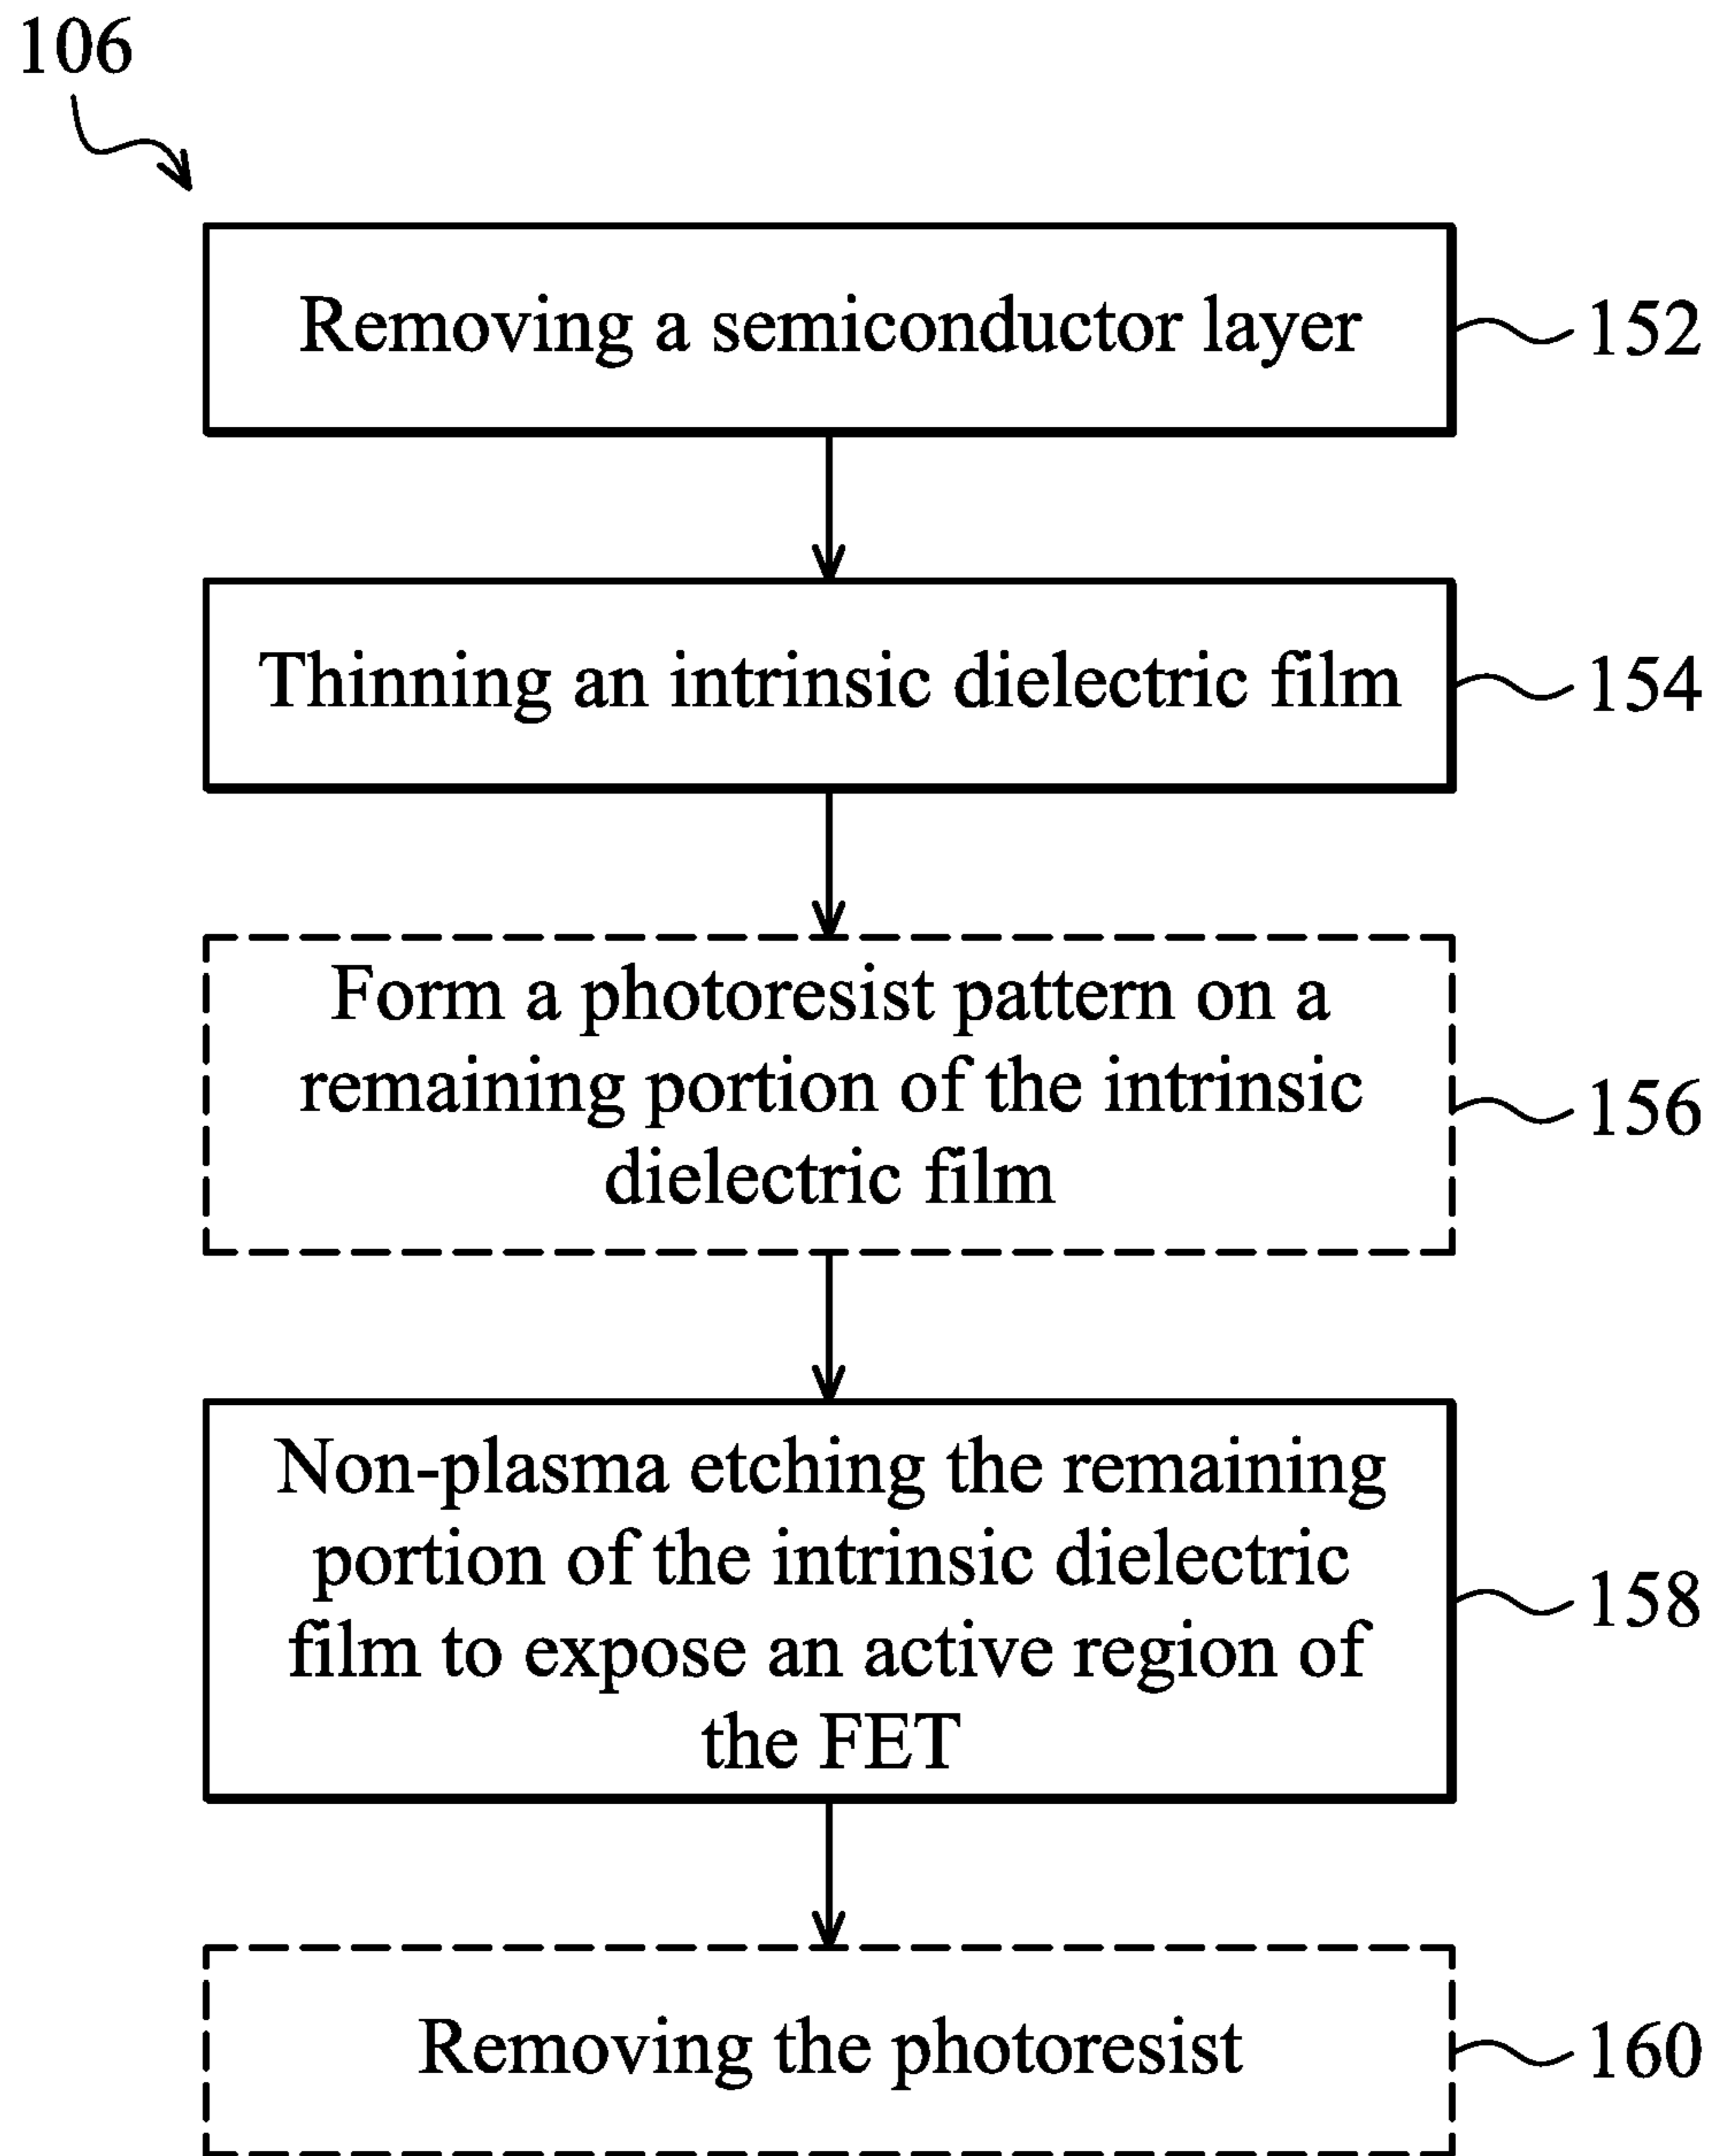 106
Removing a semiconductor layer
152
Thinning an intrinsic dielectric film
154
Form a photoresist pattern on a
remaining portion of the intrinsic
dielectric film
156
Non-plasma etching the remaining
portion of the intrinsic dielectric
film to expose an active region of
the FET
158
Removing the photoresist
160